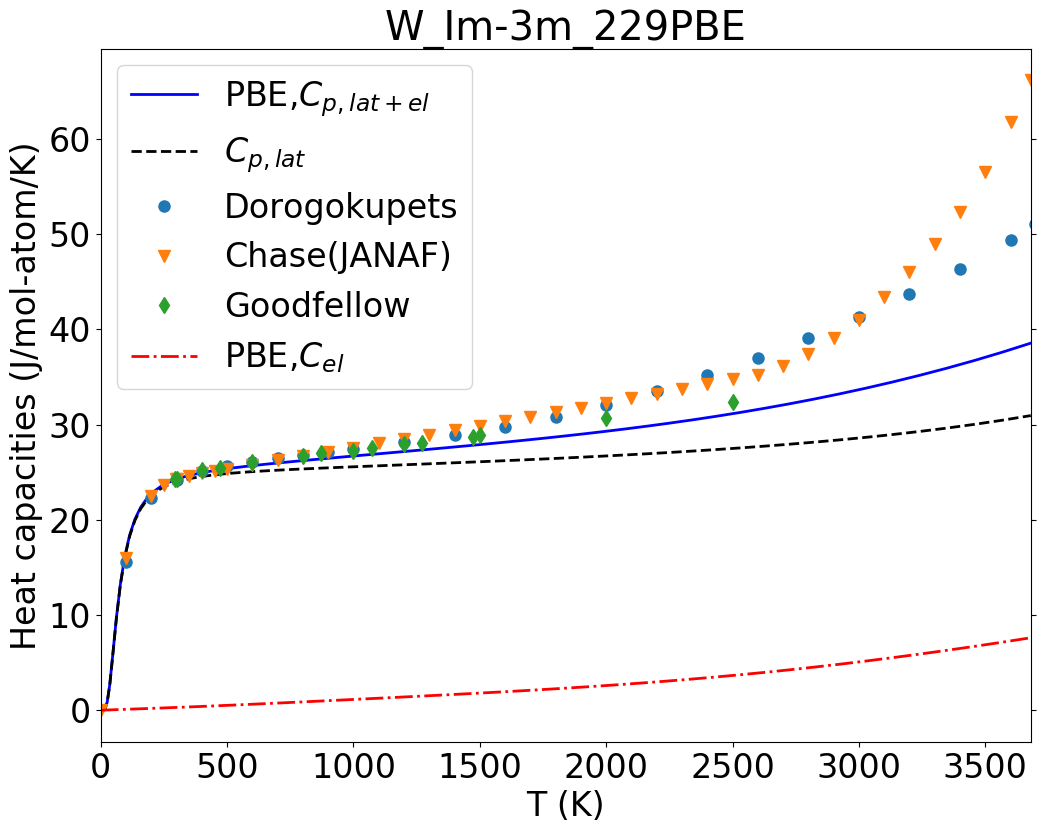 W_Im-3m_229PBE
PBE,C_{p,lat+el}
C_{p,lat}
Dorogokupets
Chase(JANAF)
Goodfellow
PBE,C_{el}
Heat capacities (J/mol-atom/K)
60
50
40
30
20
10
0
0 500 1000 1500 2000 2500 3000 3500
T (K)